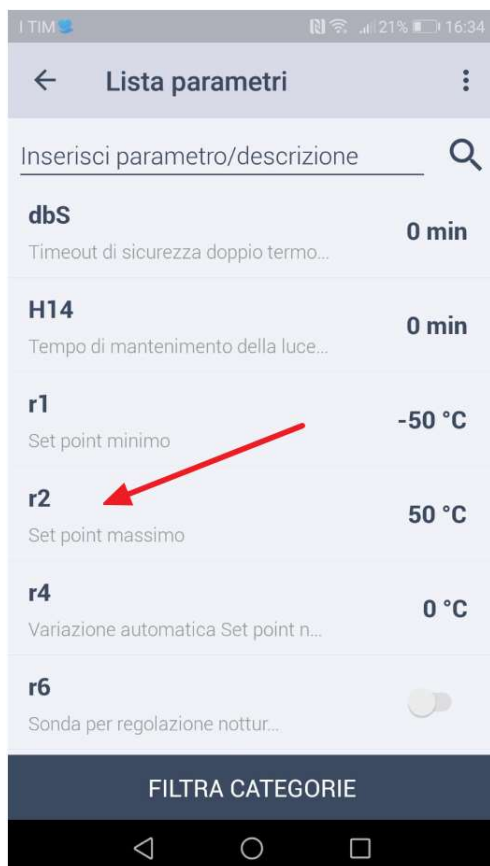 I TIM
21% 16:34
Lista parametri
Inserisci parametro/descrizione
dbS
0 min
Timeout di sicurezza doppio termo...
H14
0 min
Tempo di mantenimento della luce...
r1
-50 °C
Set point minimo
r2
50 °C
Set point massimo
r4
0 °C
Variazione automatica Set point n...
r6
Sonda per regolazione nottur...
FILTRA CATEGORIE